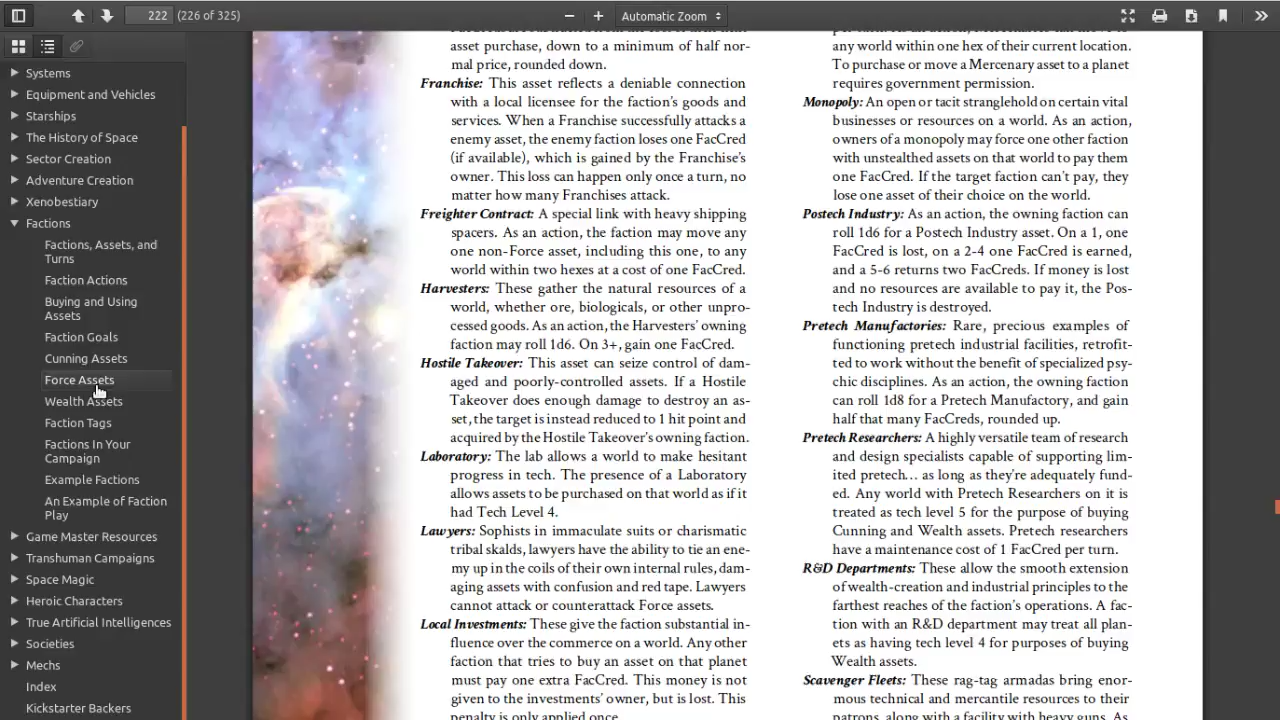 222 (226 of 325)
Automatic Zoom
Systems
Equipment and Vehicles
Starships
The History of Space
Sector Creation
Adventure Creation
Xenobestiary
Factions
Factions, Assets, and
Turns
Faction Actions
Buying and Using
Assets
Faction Goals
Cunning Assets
Force Assets
Wealth Assets
Faction Tags
Factions In Your
Campaign
Example Factions
An Example of Faction
Play
Game Master Resources
Transhuman Campaigns
Space Magic
Heroic Characters
True Artificial Intelligences
Societies
Mechs
Index
Kickstarter Backers
asset purchase, down to a minimum of half nor-
mal price, rounded down.
Franchise: This asset reflects a deniable connection
with a local licensee for the faction's goods and
services. When a Franchise successfully attacks a
enemy asset, the enemy faction loses one FacCred
(if available), which is gained by the Franchise's
owner. This loss can happen only once a turn, no
matter how many Franchises attack.
Freighter Contract: A special link with heavy shipping
spacers. As an action, the faction may move any
one non-Force asset, including this one, to any
world within two hexes at a cost of one FacCred.
Harvesters: These gather the natural resources of a
world, whether ore, biologicals, or other unpro-
cessed goods. As an action, the Harvesters' owning
faction may roll 1d6. On 3+, gain one FacCred.
Hostile Takeover: This asset can seize control of dam-
aged and poorly-controlled assets. If a Hostile
Takeover does enough damage to destroy an as-
set, the target is instead reduced to 1 hit point and
acquired by the Hostile Takeover's owning faction.
Laboratory: The lab allows a world to make hesitant
progress in tech. The presence of a Laboratory
allows assets to be purchased on that world as if it
had Tech Level 4.
Lawyers: Sophists in immaculate suits or charismatic
tribal skalds, lawyers have the ability to tie an ene-
my up in the coils of their own internal rules, dam-
aging assets with confusion and red tape. Lawyers
cannot attack or counterattack Force assets.
Local Investments: These give the faction substantial in-
fluence over the commerce on a world. Any other
faction that tries to buy an asset on that planet
must pay one extra FacCred. This money is not
given to the investments' owner, but is lost. This
penalty is only applied once.
any world within one hex of their current location.
To purchase or move a Mercenary asset to a planet
requires government permission.
Monopoly: An open or tacit stranglehold on certain vital
businesses or resources on a world. As an action,
owners of a monopoly may force one other faction
with unstealthed assets on that world to pay them
one FacCred. If the target faction can't pay, they
lose one asset of their choice on the world.
Postech Industry: As an action, the owning faction can
roll 1d6 for a Postech Industry asset. On a 1, one
FacCred is lost, on a 2-4 one FacCred is earned,
and a 5-6 returns two FacCreds. If money is lost
and no resources are available to pay it, the Pos-
tech Industry is destroyed.
Pretech Manufactories: Rare, precious examples of
functioning pretech industrial facilities, retrofit-
ted to work without the benefit of specialized psy-
chic disciplines. As an action, the owning faction
can roll 1d8 for a Pretech Manufactory, and gain
half that many FacCreds, rounded up.
Pretech Researchers: A highly versatile team of research
and design specialists capable of supporting lim-
ited pretech... as long as they're adequately fund-
ed. Any world with Pretech Researchers on it is
treated as tech level 5 for the purpose of buying
Cunning and Wealth assets. Pretech researchers
have a maintenance cost of 1 FacCred per turn.
R&D Departments: These allow the smooth extension
of wealth-creation and industrial principles to the
farthest reaches of the faction's operations. A fac-
tion with an R&D department may treat all plan-
ets as having tech level 4 for purposes of buying
Wealth assets.
Scavenger Fleets: These rag-tag armadas bring enor-
mous technical and mercantile resources to their
patrons, along with a facility with heavy guns. As